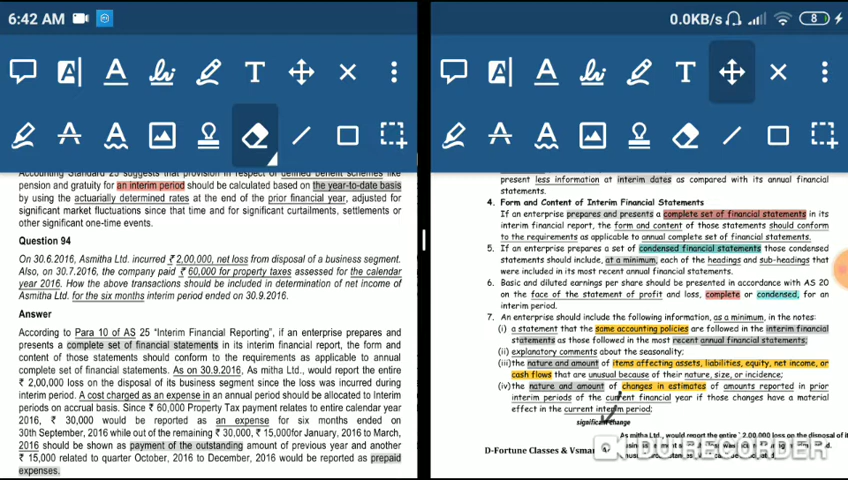 6:42 AM
0.0KB/s
8
Accounting Standard 25 suggests that provision in respect of defined benefit schemes like
pension and gratuity for an interim period should be calculated based on the year-to-date basis
by using the actuarially determined rates at the end of the prior financial year, adjusted for
significant market fluctuations since that time and for significant curtailments, settlements or
other significant one-time events.
Question 94
On 30.6.2016, Asmitha Ltd. incurred ₹ 2,00,000, net loss from disposal of a business segment.
Also, on 30.7.2016, the company paid ₹ 60,000 for property taxes assessed for the calendar
year 2016. How the above transactions should be included in determination of net income of
Asmitha Ltd. for the six months interim period ended on 30.9.2016.
Answer
According to Para 10 of AS 25 "Interim Financial Reporting", if an enterprise prepares and
presents a complete set of financial statements in its interim financial report, the form and
content of those statements should conform to the requirements as applicable to annual
complete set of financial statements. As on 30.9.2016, As mitha Ltd., would report the entire
₹ 2,00,000 loss on the disposal of its business segment since the loss was incurred during
interim period. A cost charged as an expense in an annual period should be allocated to Interim
periods on accrual basis. Since ₹ 60,000 Property Tax payment relates to entire calendar year
2016, ₹ 30,000 would be reported as an expense for six months ended on
30th September, 2016 while out of the remaining ₹ 30,000, ₹ 15,000for January, 2016 to March,
2016 should be shown as payment of the outstanding amount of previous year and another
₹ 15,000 related to quarter October, 2016 to December, 2016 would be reported as prepaid
expenses.
present less information at interim dates as compared with its annual financial
statements.
4. Form and Content of Interim Financial Statements
If an enterprise prepares and presents a complete set of financial statements in its
interim financial report, the form and content of those statements should conform
to the requirements as applicable to annual complete set of financial statements.
5. If an enterprise prepares a set of condensed financial statements those condensed
statements should include, at a minimum, each of the headings and sub-headings that
were included in its most recent annual financial statements.
6. Basic and diluted earnings per share should be presented in accordance with AS 20
on the face of the statement of profit and loss, complete or condensed, for an
interim period.
7. An enterprise should include the following information, as a minimum, in the notes:
(i) a statement that the same accounting policies are followed in the interim financial
statements as those followed in the most recent annual financial statements;
(ii) explanatory comments about the seasonality;
(iii) the nature and amount of items affecting assets, liabilities, equity, net income, or
cash flows that are unusual because of their nature, size, or incidence;
(iv) the nature and amount of changes in estimates of amounts reported in prior
interim periods of the current financial year if those changes have a material
effect in the current interim period;
significant change
As mitha Ltd., would report the entire 2,00,000 loss on the disposal of it
D-Fortune Classes & Vsmar
DU RECORDER